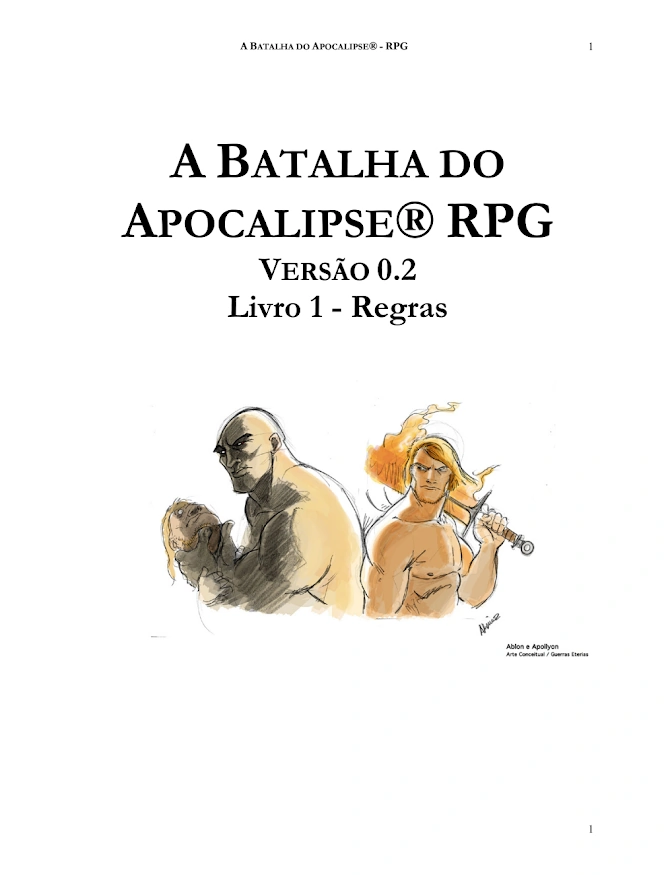 A BATALHA DO APOCALIPSE® - RPG 1
A BATALHA DO
APOCALIPSE® RPG
VERSÃO 0.2
Livro 1 - Regras
Ablon e Apollyon
Arte Conceitual / Guerras Eterias
1